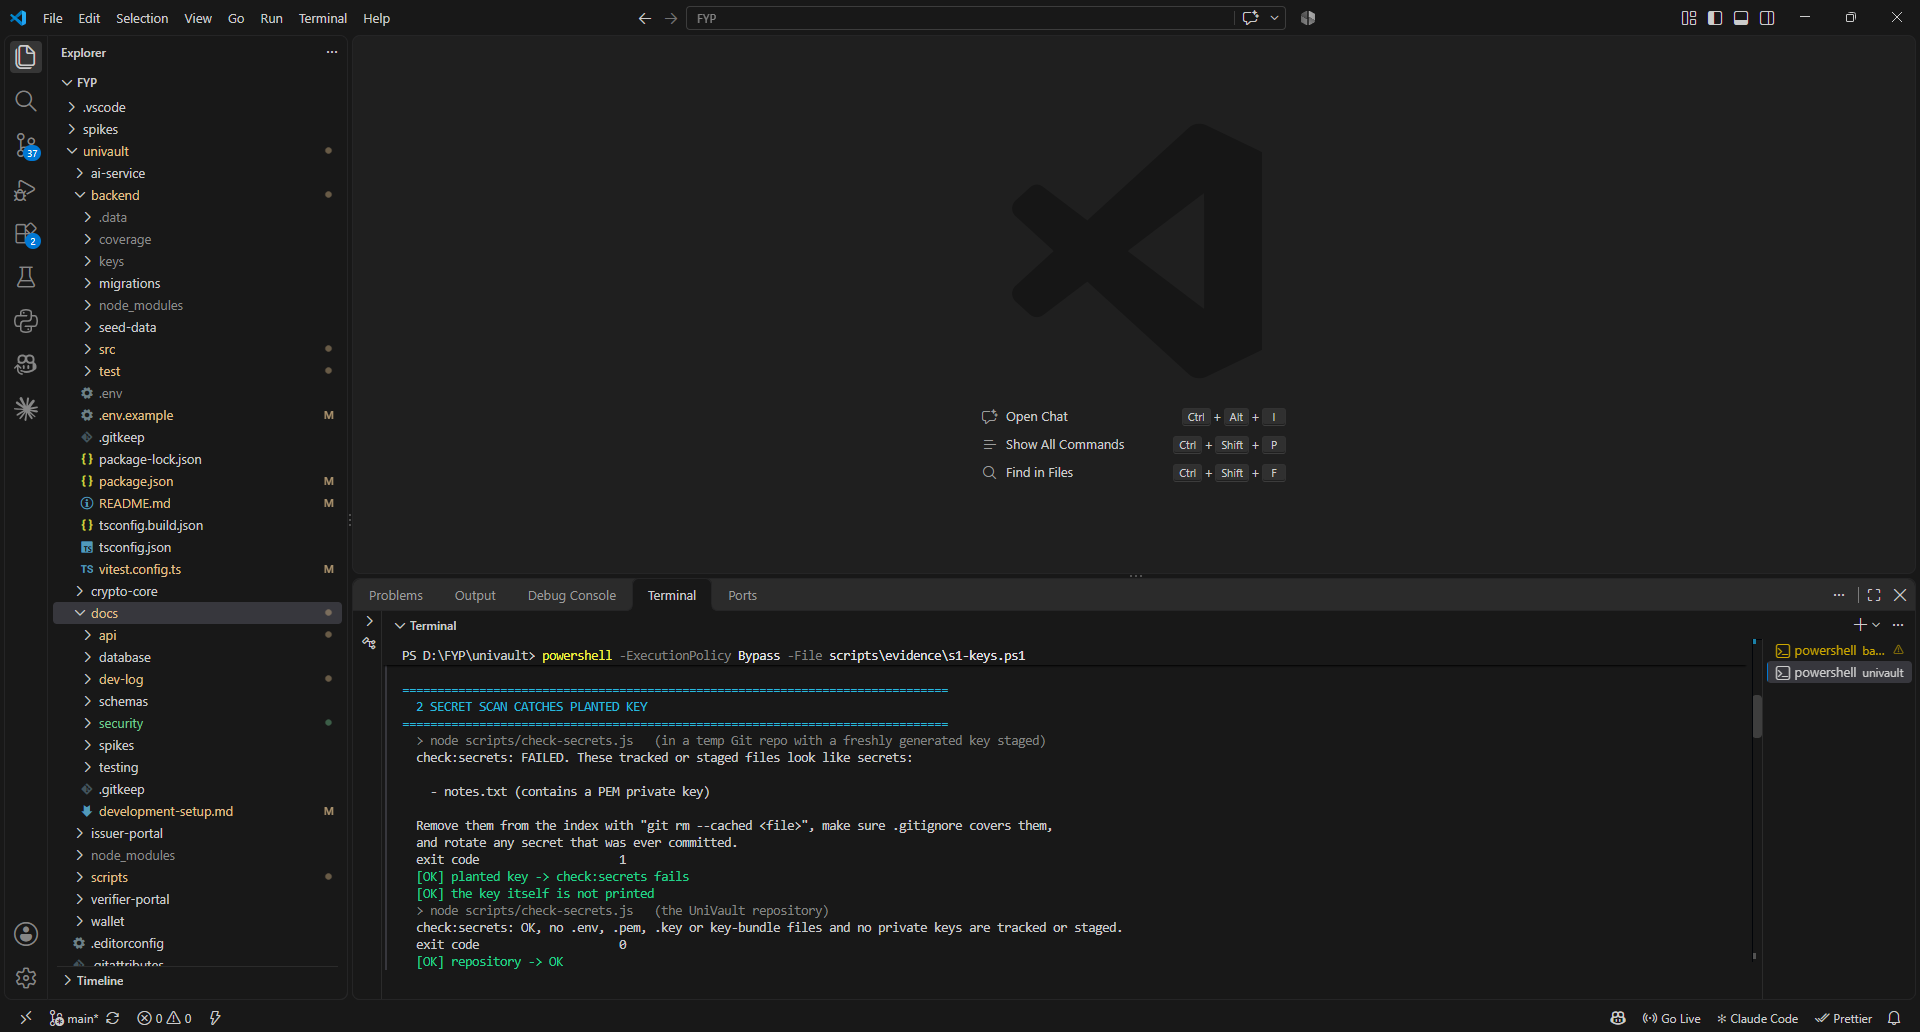 File Edit Selection View Go Run Terminal Help
FYP
Explorer
FYP
.vscode
spikes
37
univault
ai-service
backend
.data
coverage
2
keys
migrations
node_modules
seed-data
src
test
.env
.env.example M
.gitkeep
package-lock.json
package.json M
README.md M
tsconfig.build.json
tsconfig.json
TS vitest.config.ts M
crypto-core
docs
api
database
dev-log
schemas
security
spikes
testing
.gitkeep
development-setup.md M
issuer-portal
node_modules
scripts
verifier-portal
wallet
.editorconfig
.gitattributes
Timeline
Open Chat Ctrl + Alt + I
Show All Commands Ctrl + Shift + P
Find in Files Ctrl + Shift + F
Problems Output Debug Console Terminal Ports
Terminal
PS D:\FYP\univault> powershell -ExecutionPolicy Bypass -File scripts\evidence\s1-keys.ps1
==============================================================================
2 SECRET SCAN CATCHES PLANTED KEY
==============================================================================
> node scripts/check-secrets.js (in a temp Git repo with a freshly generated key staged)
check:secrets: FAILED. These tracked or staged files look like secrets:
- notes.txt (contains a PEM private key)
Remove them from the index with "git rm --cached <file>", make sure .gitignore covers them,
and rotate any secret that was ever committed.
exit code 1
[OK] planted key -> check:secrets fails
[OK] the key itself is not printed
> node scripts/check-secrets.js (the UniVault repository)
check:secrets: OK, no .env, .pem, .key or key-bundle files and no private keys are tracked or staged.
exit code 0
[OK] repository -> OK
powershell ba...
powershell univault
main* 0 0 Go Live Claude Code Prettier